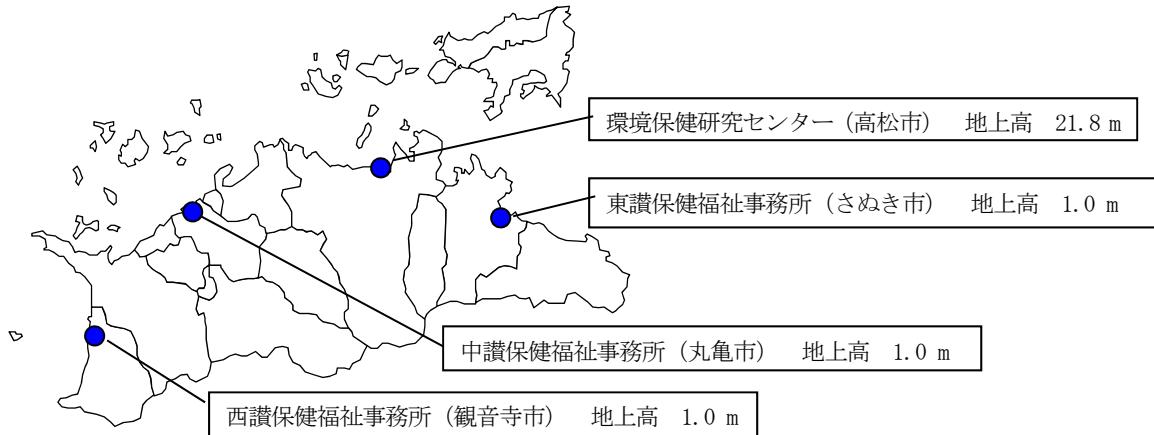 環境保健研究センター（高松市）　地上高　21.8 m
東讃保健福祉事務所（さぬき市）　地上高　1.0 m
中讃保健福祉事務所（丸亀市）　地上高　1.0 m
西讃保健福祉事務所（観音寺市）　地上高　1.0 m